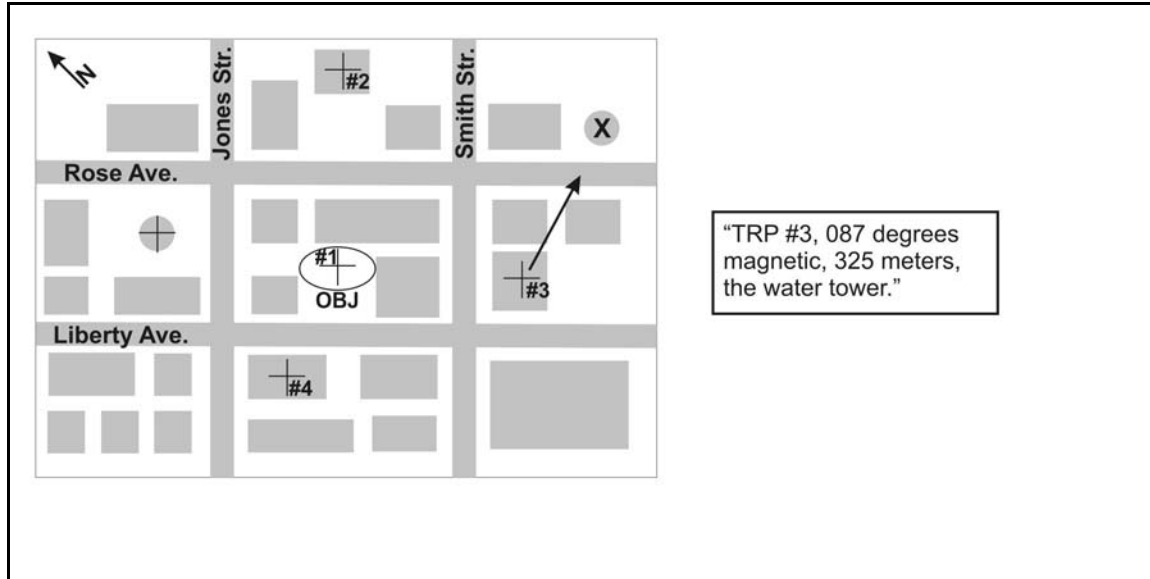 N
Jones Str.
#2
Smith Str.
X
Rose Ave.
#1
OBJ
#3
Liberty Ave.
#4
“TRP #3, 087 degrees
magnetic, 325 meters,
the water tower.”